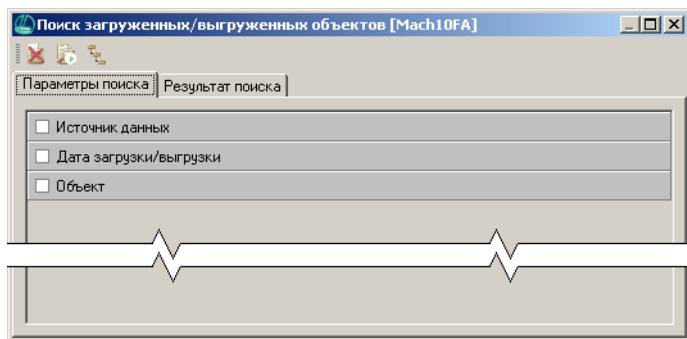 Поиск загруженных/выгруженных объектов [Mach10FA]
Параметры поиска Результат поиска
Источник данных
Дата загрузки/выгрузки
Объект